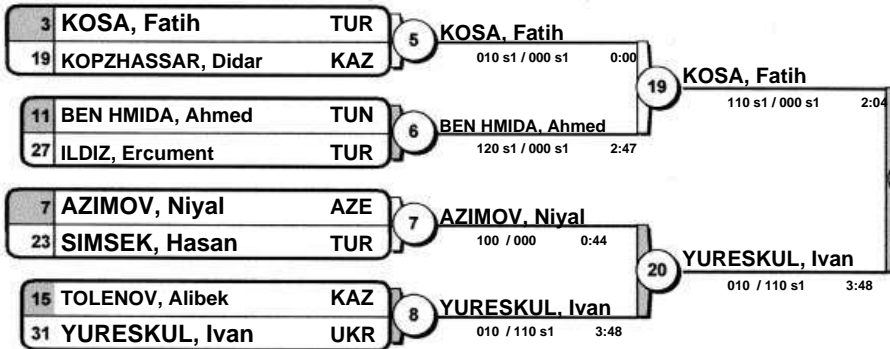 3 KOSA, Fatih TUR
19 KOPZHASSAR, Didar KAZ
5
KOSA, Fatih
010 s1 / 000 s1 0:00
11 BEN HMIDA, Ahmed TUN
27 ILDIZ, Ercument TUR
6
BEN HMIDA, Ahmed
120 s1 / 000 s1 2:47
19
KOSA, Fatih
110 s1 / 000 s1 2:04
7 AZIMOV, Niyal AZE
23 SIMSEK, Hasan TUR
7
AZIMOV, Niyal
100 / 000 0:44
15 TOLENOV, Alibek KAZ
31 YURESKUL, Ivan UKR
8
YURESKUL, Ivan
010 / 110 s1 3:48
20
YURESKUL, Ivan
010 / 110 s1 3:48